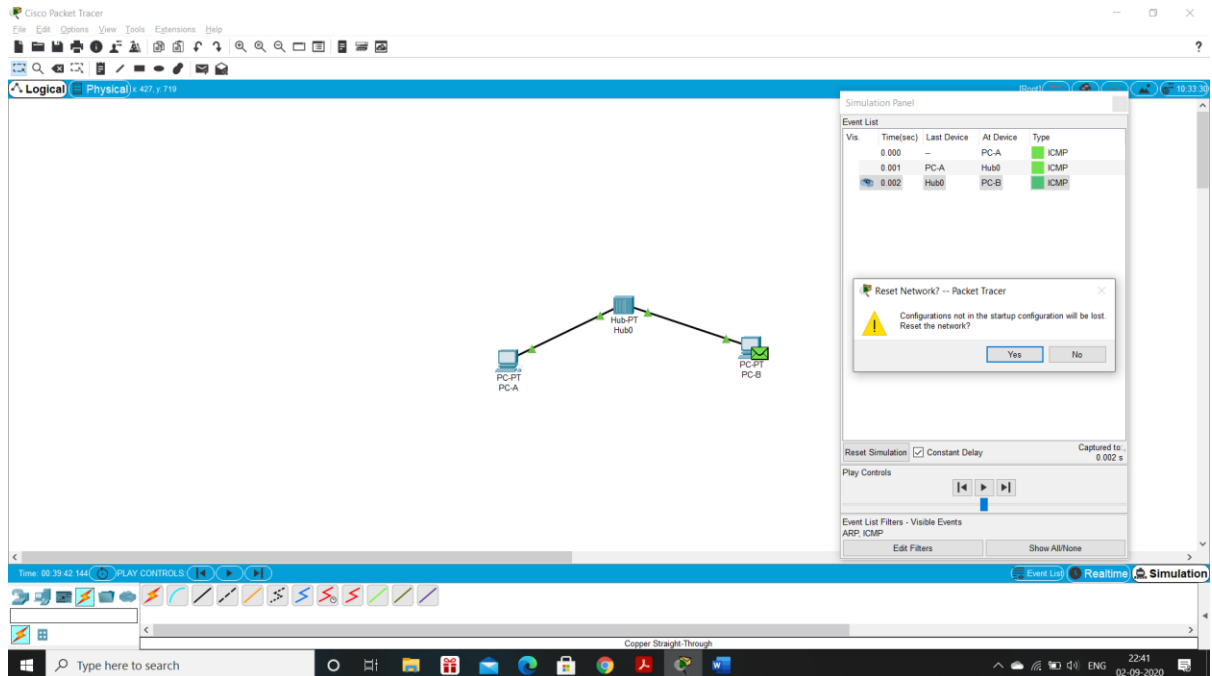 Cisco Packet Tracer
File Edit Options View Tools Extensions Help
?
Logical Physical x: 427, y: 719 [Root] 10:33:30
Simulation Panel
Event List
Vis. Time(sec) Last Device At Device Type
0.000 -- PC-A ICMP
0.001 PC-A Hub0 ICMP
0.002 Hub0 PC-B ICMP
Reset Network? -- Packet Tracer
Configurations not in the startup configuration will be lost.
Reset the network?
Yes No
Hub-PT
Hub0
PC-PT
PC-A
PC-PT
PC-B
Reset Simulation Constant Delay Captured to:
0.002 s
Play Controls
Event List Filters - Visible Events
ARP, ICMP
Edit Filters Show All/None
Time: 00:39:42.144 PLAY CONTROLS: Event List Realtime Simulation
Copper Straight-Through
Type here to search
ENG 22:41
02-09-2020